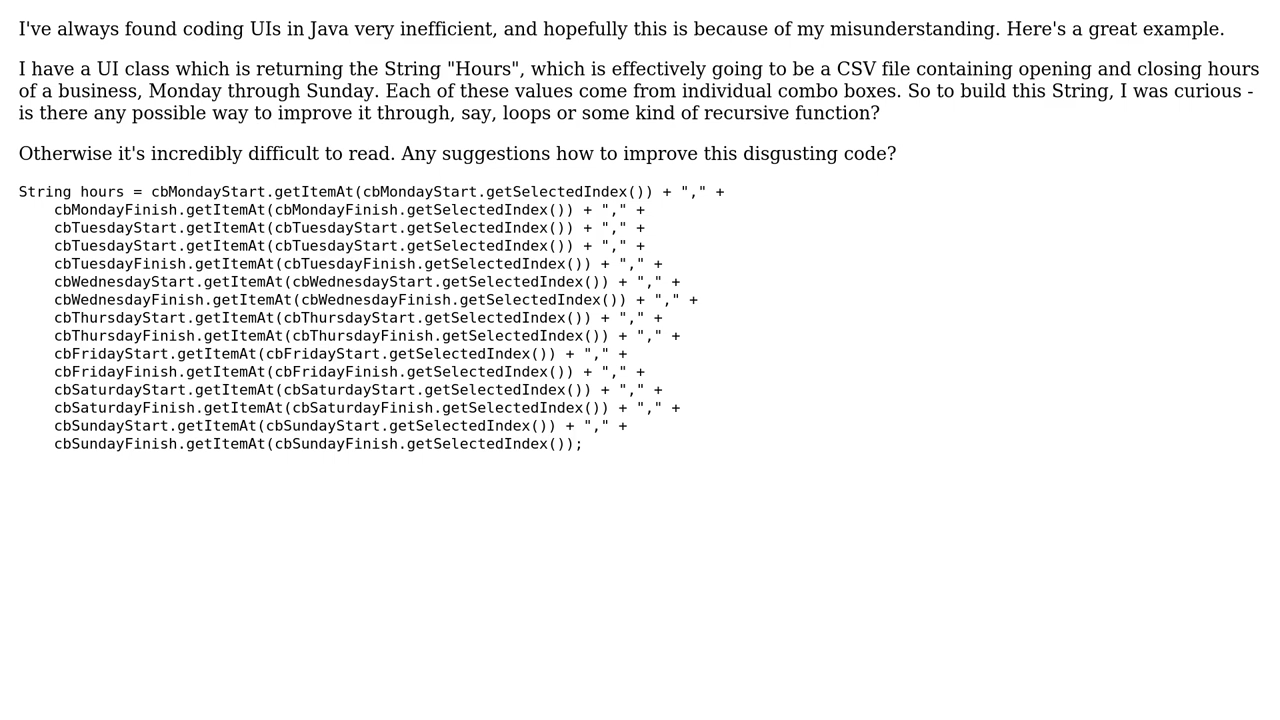 I've always found coding UIs in Java very inefficient, and hopefully this is because of my misunderstanding. Here's a great example.
I have a UI class which is returning the String "Hours", which is effectively going to be a CSV file containing opening and closing hours
of a business, Monday through Sunday. Each of these values come from individual combo boxes. So to build this String, I was curious -
is there any possible way to improve it through, say, loops or some kind of recursive function?
Otherwise it's incredibly difficult to read. Any suggestions how to improve this disgusting code?
String hours = cbMondayStart.getItemAt(cbMondayStart.getSelectedIndex()) + "," +
    cbMondayFinish.getItemAt(cbMondayFinish.getSelectedIndex()) + "," +
    cbTuesdayStart.getItemAt(cbTuesdayStart.getSelectedIndex()) + "," +
    cbTuesdayStart.getItemAt(cbTuesdayStart.getSelectedIndex()) + "," +
    cbTuesdayFinish.getItemAt(cbTuesdayFinish.getSelectedIndex()) + "," +
    cbWednesdayStart.getItemAt(cbWednesdayStart.getSelectedIndex()) + "," +
    cbWednesdayFinish.getItemAt(cbWednesdayFinish.getSelectedIndex()) + "," +
    cbThursdayStart.getItemAt(cbThursdayStart.getSelectedIndex()) + "," +
    cbThursdayFinish.getItemAt(cbThursdayFinish.getSelectedIndex()) + "," +
    cbFridayStart.getItemAt(cbFridayStart.getSelectedIndex()) + "," +
    cbFridayFinish.getItemAt(cbFridayFinish.getSelectedIndex()) + "," +
    cbSaturdayStart.getItemAt(cbSaturdayStart.getSelectedIndex()) + "," +
    cbSaturdayFinish.getItemAt(cbSaturdayFinish.getSelectedIndex()) + "," +
    cbSundayStart.getItemAt(cbSundayStart.getSelectedIndex()) + "," +
    cbSundayFinish.getItemAt(cbSundayFinish.getSelectedIndex());